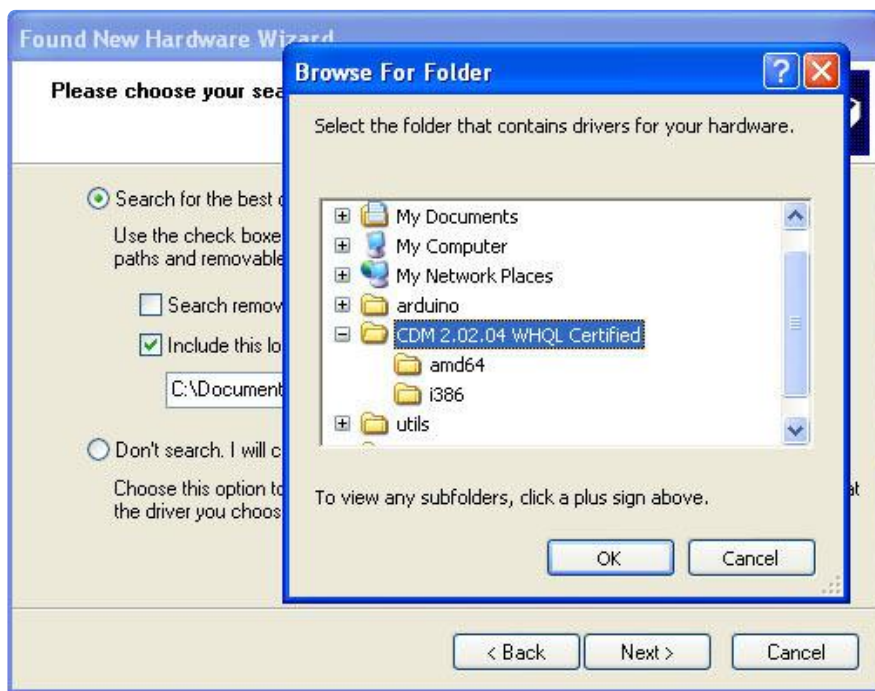 Found New Hardware Wizard
Please choose your sea
Search for the best
Use the check boxe
paths and removable
Search remov
Include this lo
C:\Document
Don't search. I will c
Choose this option to
the driver you choos
at
Browse For Folder
Select the folder that contains drivers for your hardware.
My Documents
My Computer
My Network Places
arduino
CDM 2.02.04 WHQL Certified
amd64
i386
utils
To view any subfolders, click a plus sign above.
OK
Cancel
< Back
Next >
Cancel